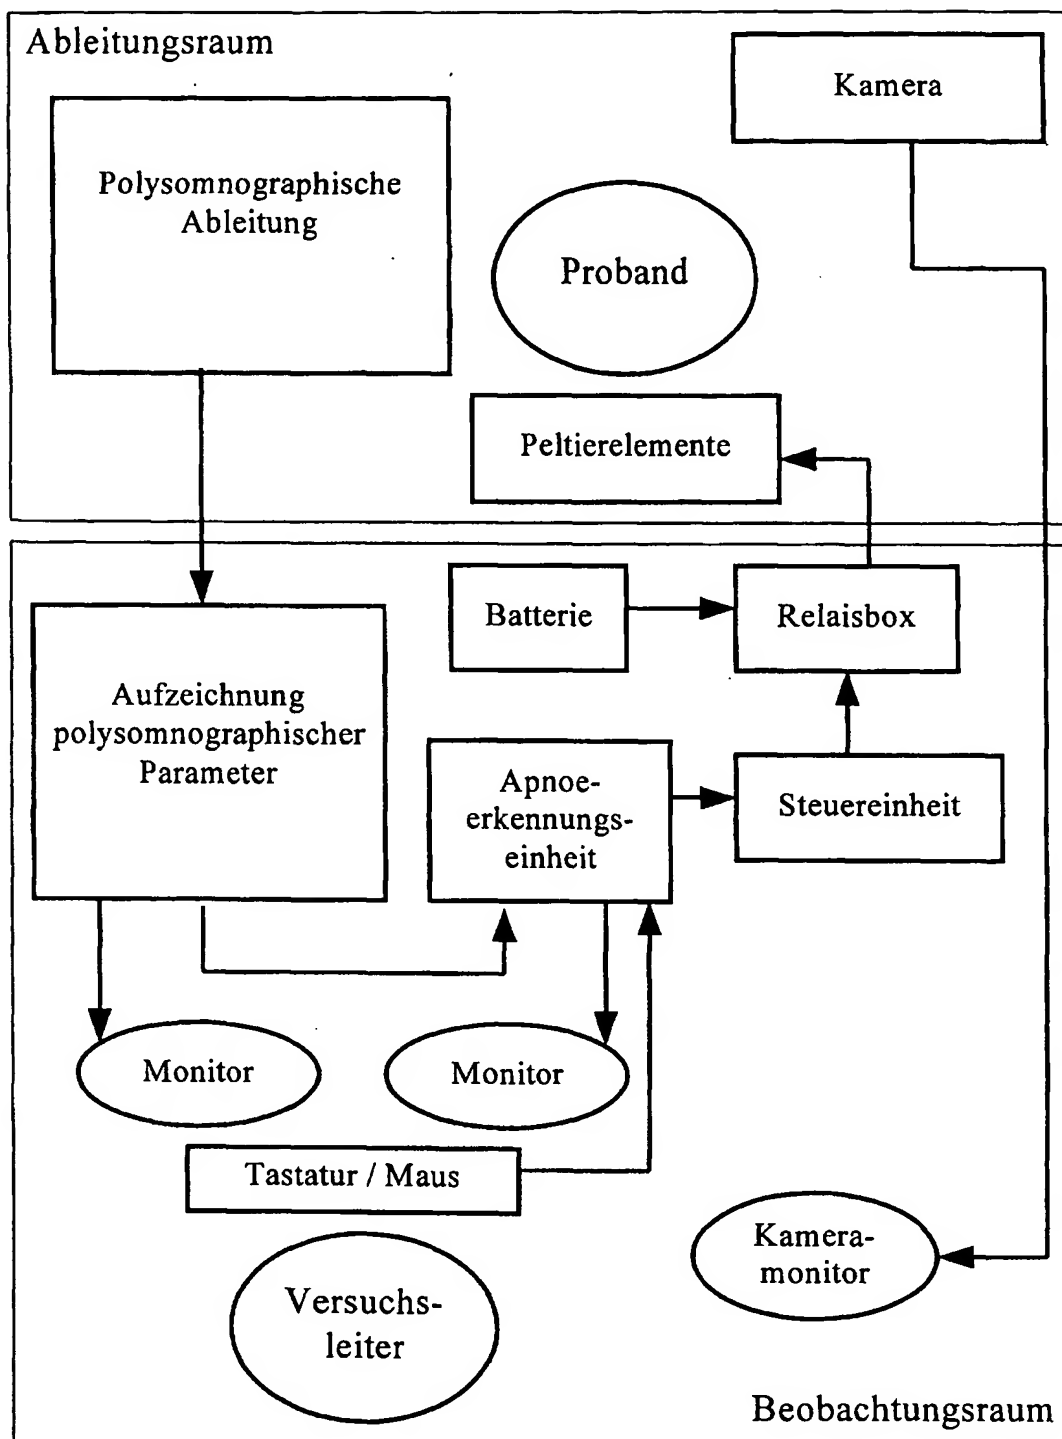 Ableitungsraum
Kamera
Polysomnographische
Ableitung
Proband
Peltierelemente
Batterie
Relaisbox
Aufzeichnung
polysomnographischer
Parameter
Apnoe-
erkennungs-
einheit
Steuereinheit
Monitor
Monitor
Tastatur / Maus
Kamera-
monitor
Versuchs-
leiter
Beobachtungsraum